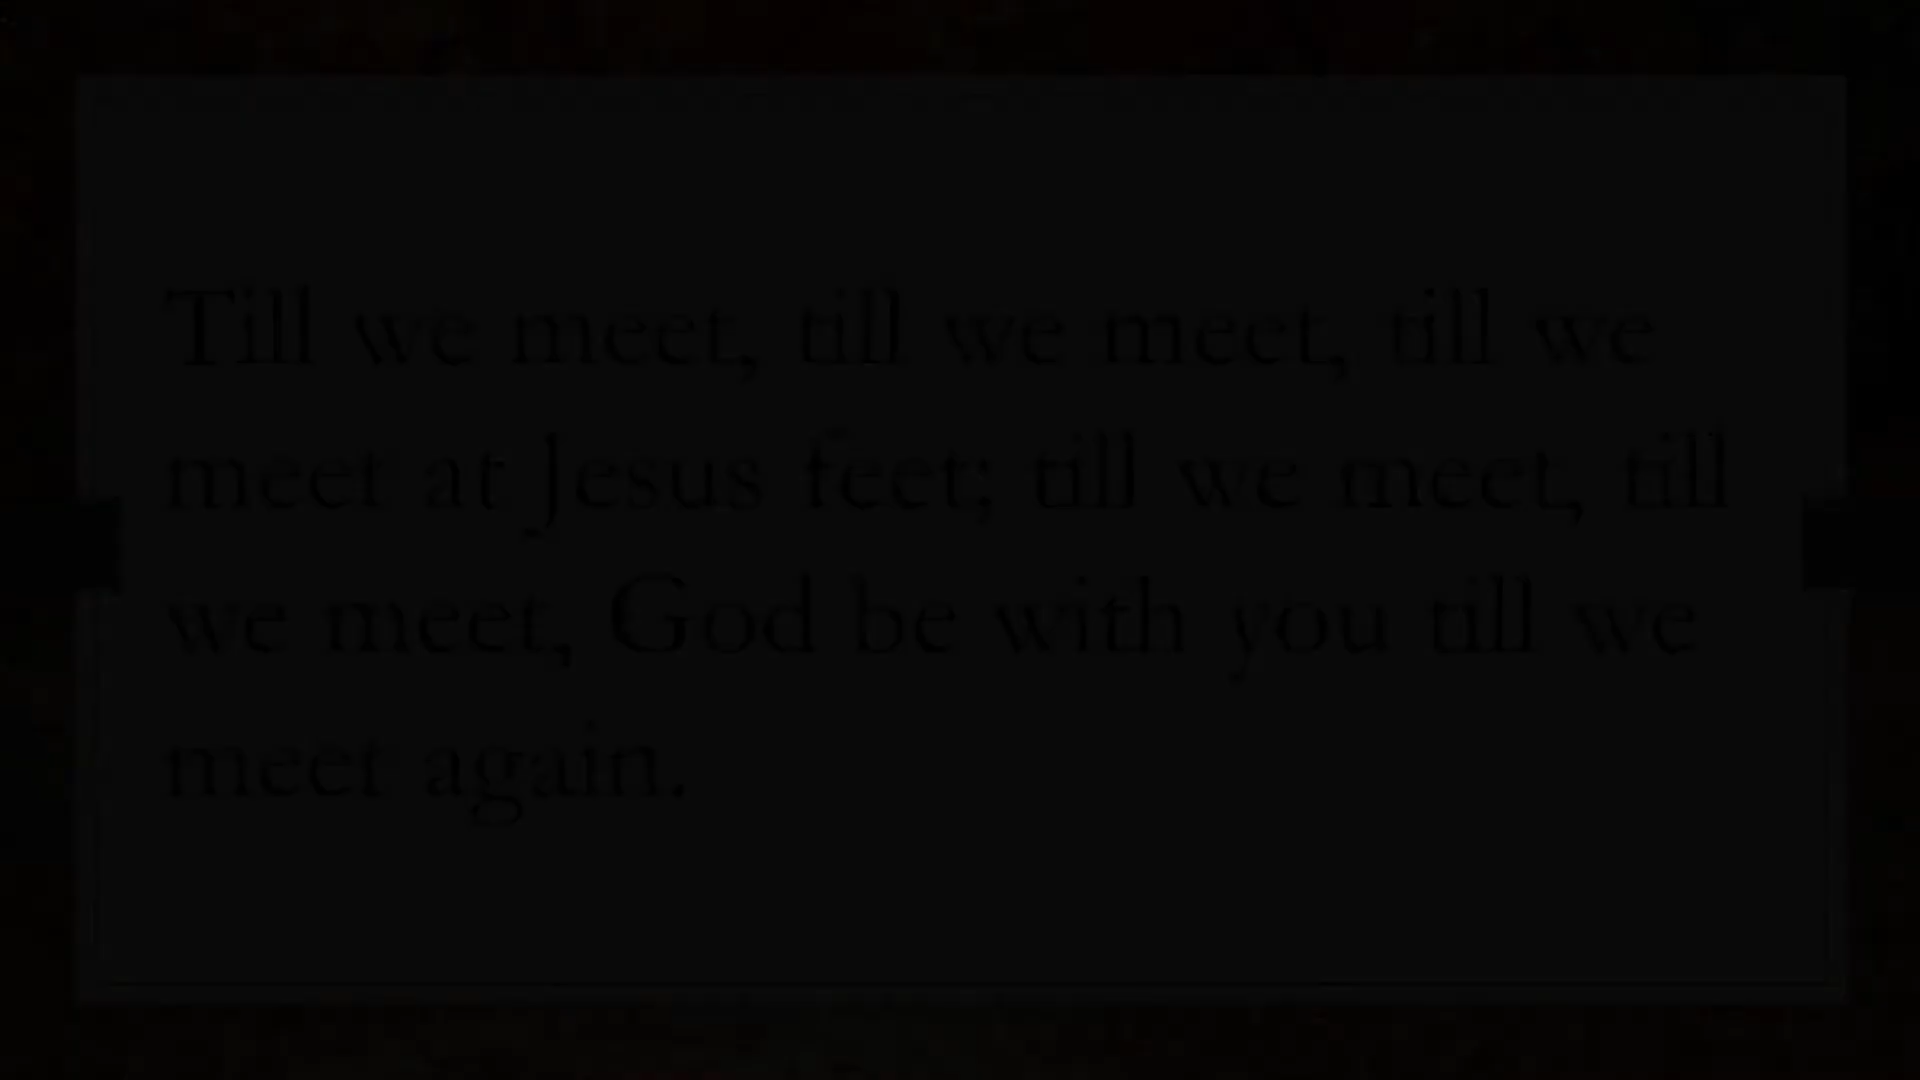 Till we meet, till we meet, till we
meet at Jesus feet; till we meet, till
we meet, God be with you till we
meet again.